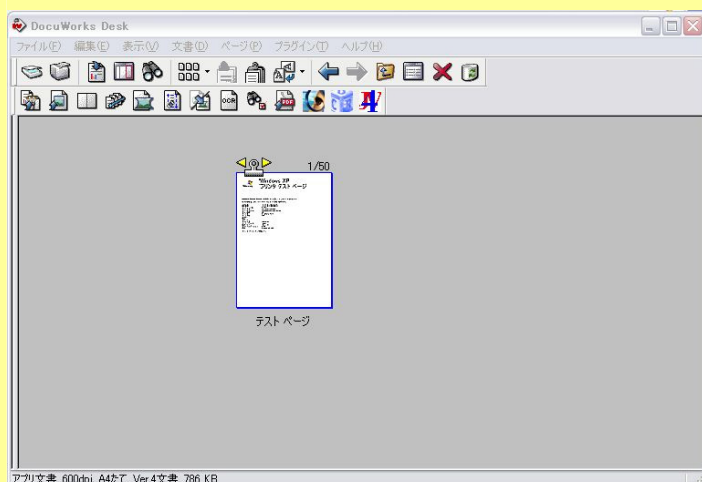 DocuWorks Desk
ファイル(F) 編集(E) 表示(V) 文書(D) ページ(P) プラグイン(I) ヘルプ(H)
OCR
PDF
1/50
Windows XP
プリンタ テスト ページ
テスト ページ
アプリ文書 600dpi A4たて Ver.4文書 786 KB